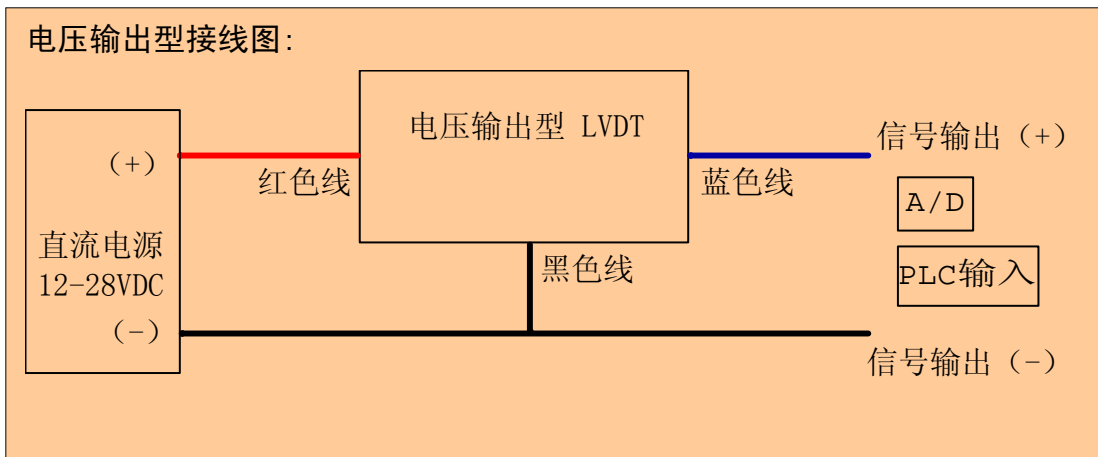 电压输出型接线图:
电压输出型 LVDT
信号输出（+）
（+）
红色线
蓝色线
A/D
直流电源
12-28VDC
黑色线
PLC输入
（-）
信号输出（-）